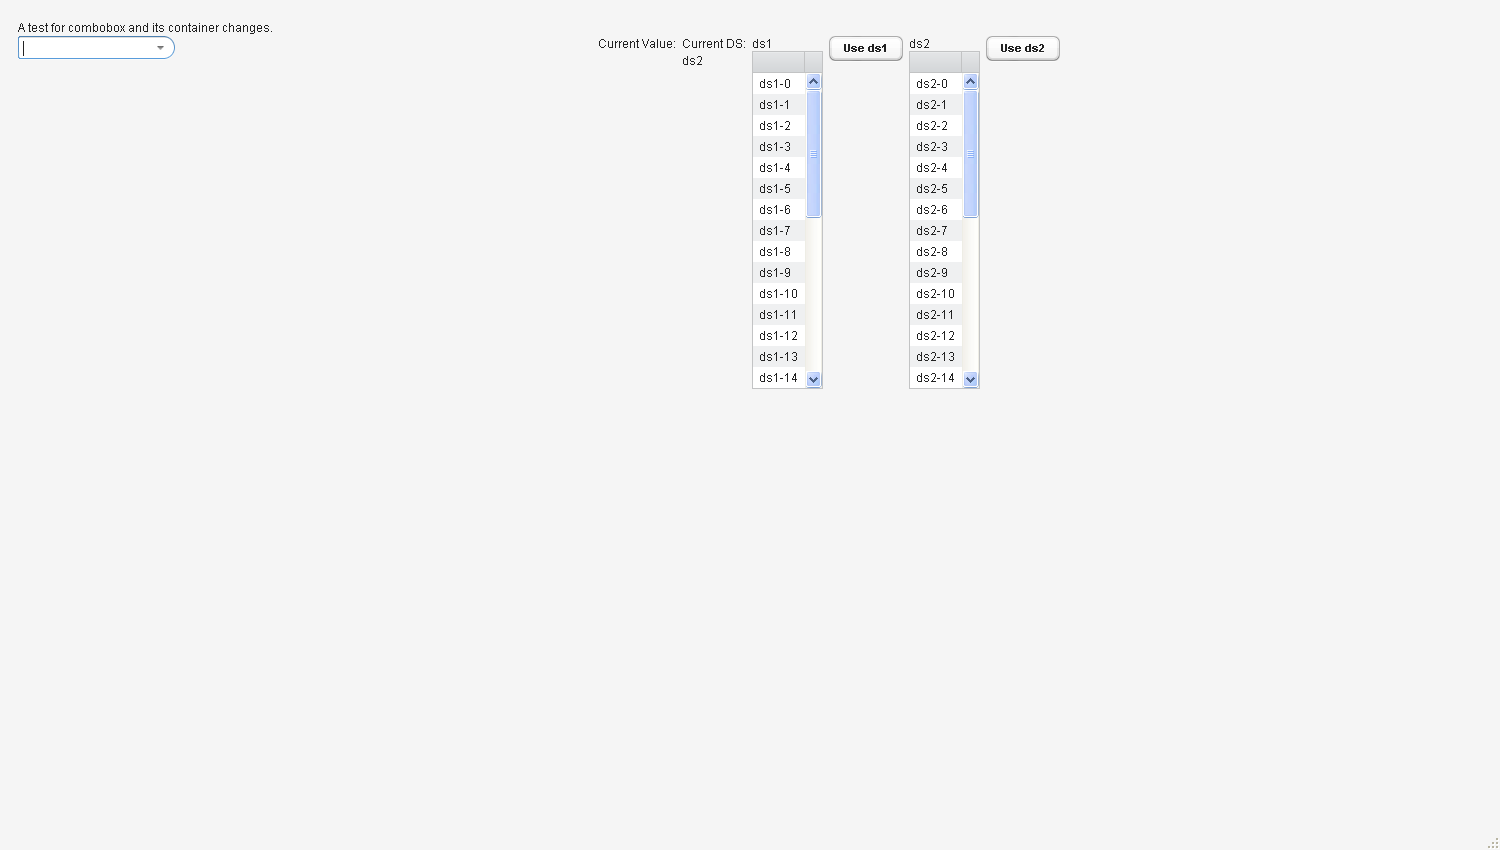 A test for combobox and its container changes.
Current Value:
Current DS:
ds2
ds1
ds1-0
ds1-1
ds1-2
ds1-3
ds1-4
ds1-5
ds1-6
ds1-7
ds1-8
ds1-9
ds1-10
ds1-11
ds1-12
ds1-13
ds1-14
Use ds1
ds2
ds2-0
ds2-1
ds2-2
ds2-3
ds2-4
ds2-5
ds2-6
ds2-7
ds2-8
ds2-9
ds2-10
ds2-11
ds2-12
ds2-13
ds2-14
Use ds2